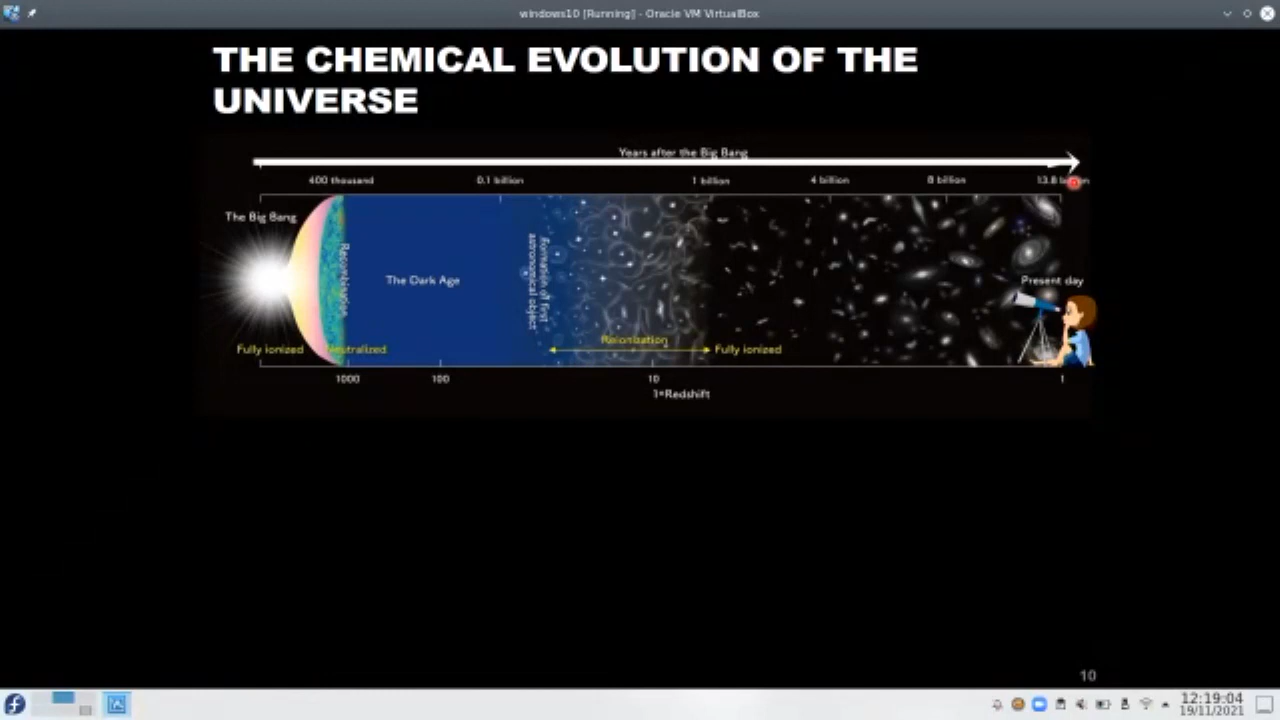 windows10 [Running] - Oracle VM VirtualBox
THE CHEMICAL EVOLUTION OF THE
UNIVERSE
Years after the Big Bang
400 thousand 0.1 billion 1 billion 4 billion 8 billion 13.8 billion
The Big Bang
Recombination
The Dark Age
Formation of first
astronomical object
Present day
Fully ionized Neutralized Reionization Fully ionized
1000 100 10 1
1+Redshift
10
12:19:04
19/11/2021